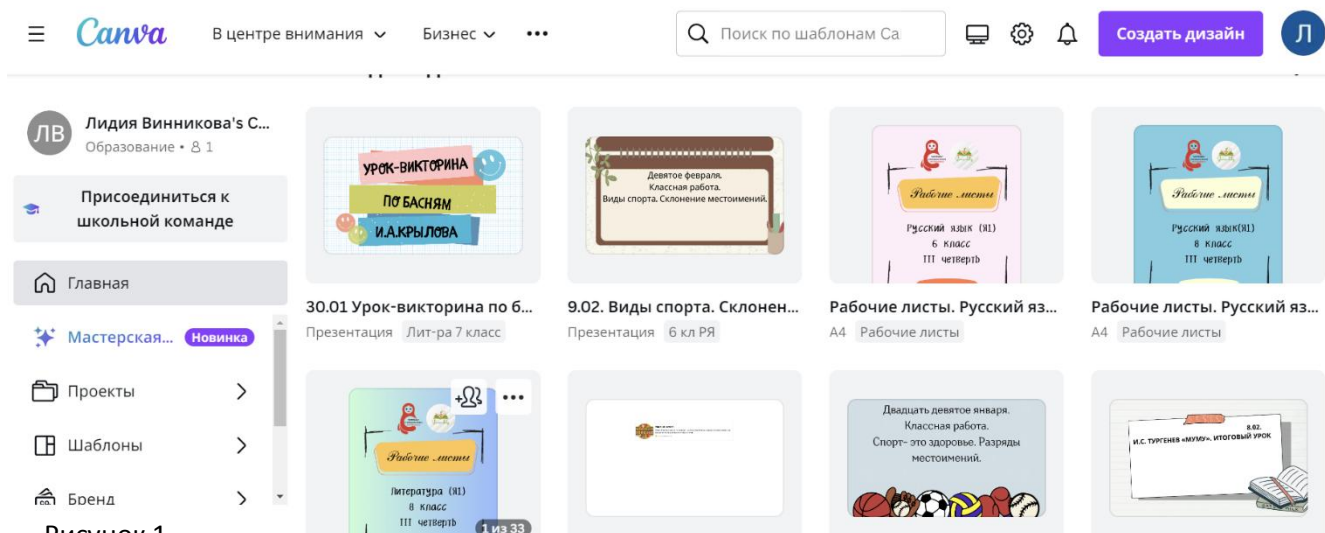 Canva
В центре внимания
Бизнес
Поиск по шаблонам Ca
Создать дизайн
Л
ЛВ
Лидия Винникова's C...
Образование • 1
Присоединиться к
школьной команде
Главная
Мастерская... Новинка
Проекты
Шаблоны
Бренд
УРОК-ВИКТОРИНА
ПО БАСНЯМ
И.А.КРЫЛОВА
30.01 Урок-викторина по б...
Презентация Лит-ра 7 класс
Девятое февраля.
Классная работа.
Виды спорта. Склонение местоимений.
9.02. Виды спорта. Склонен...
Презентация 6 кл РЯ
Рабочие листы
Русский язык (Я1)
6 класс
III четверть
Рабочие листы. Русский яз...
A4 Рабочие листы
Рабочие листы
Русский язык(Я1)
8 класс
III четверть
Рабочие листы. Русский яз...
A4 Рабочие листы
Рабочие листы
Литература (Я1)
8 класс
III четверть
1 из 33
Двадцать девятое января.
Классная работа.
Спорт– это здоровье. Разряды
местоимений.
8.02.
И.С. ТУРГЕНЕВ «МУМУ». ИТОГОВЫЙ УРОК
Рисунок 1